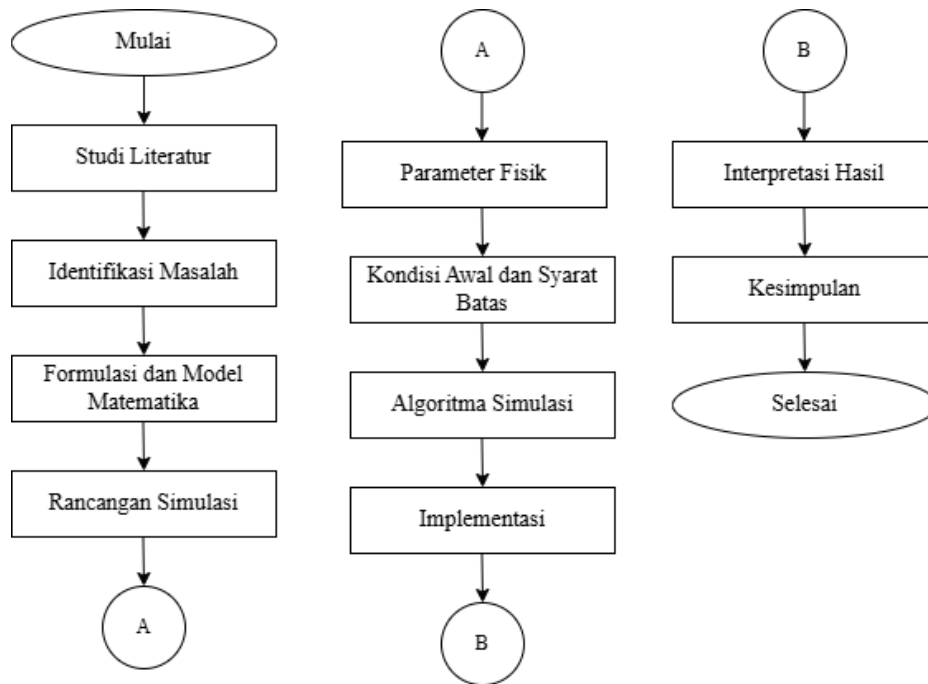 Mulai
Studi Literatur
Identifikasi Masalah
Formulasi dan Model
Matematika
Rancangan Simulasi
A
A
Parameter Fisik
Kondisi Awal dan Syarat
Batas
Algoritma Simulasi
Implementasi
B
B
Interpretasi Hasil
Kesimpulan
Selesai